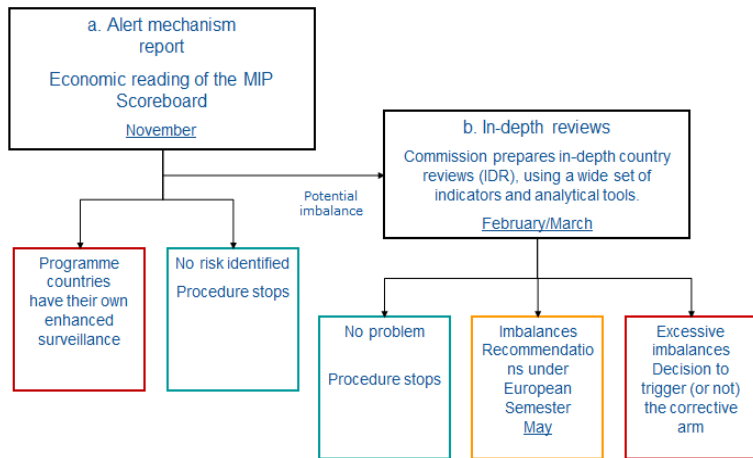 a. Alert mechanism
report
Economic reading of the MIP
Scoreboard
November
b. In-depth reviews
Commission prepares in-depth country
reviews (IDR), using a wide set of
indicators and analytical tools.
February/March
Potential
imbalance
Programme
countries
have their own
enhanced
surveillance
No risk identified
Procedure stops
No problem
Procedure stops
Imbalances
Recommendatio
ns under
European
Semester
May
Excessive
imbalances
Decision to
trigger (or not)
the corrective
arm